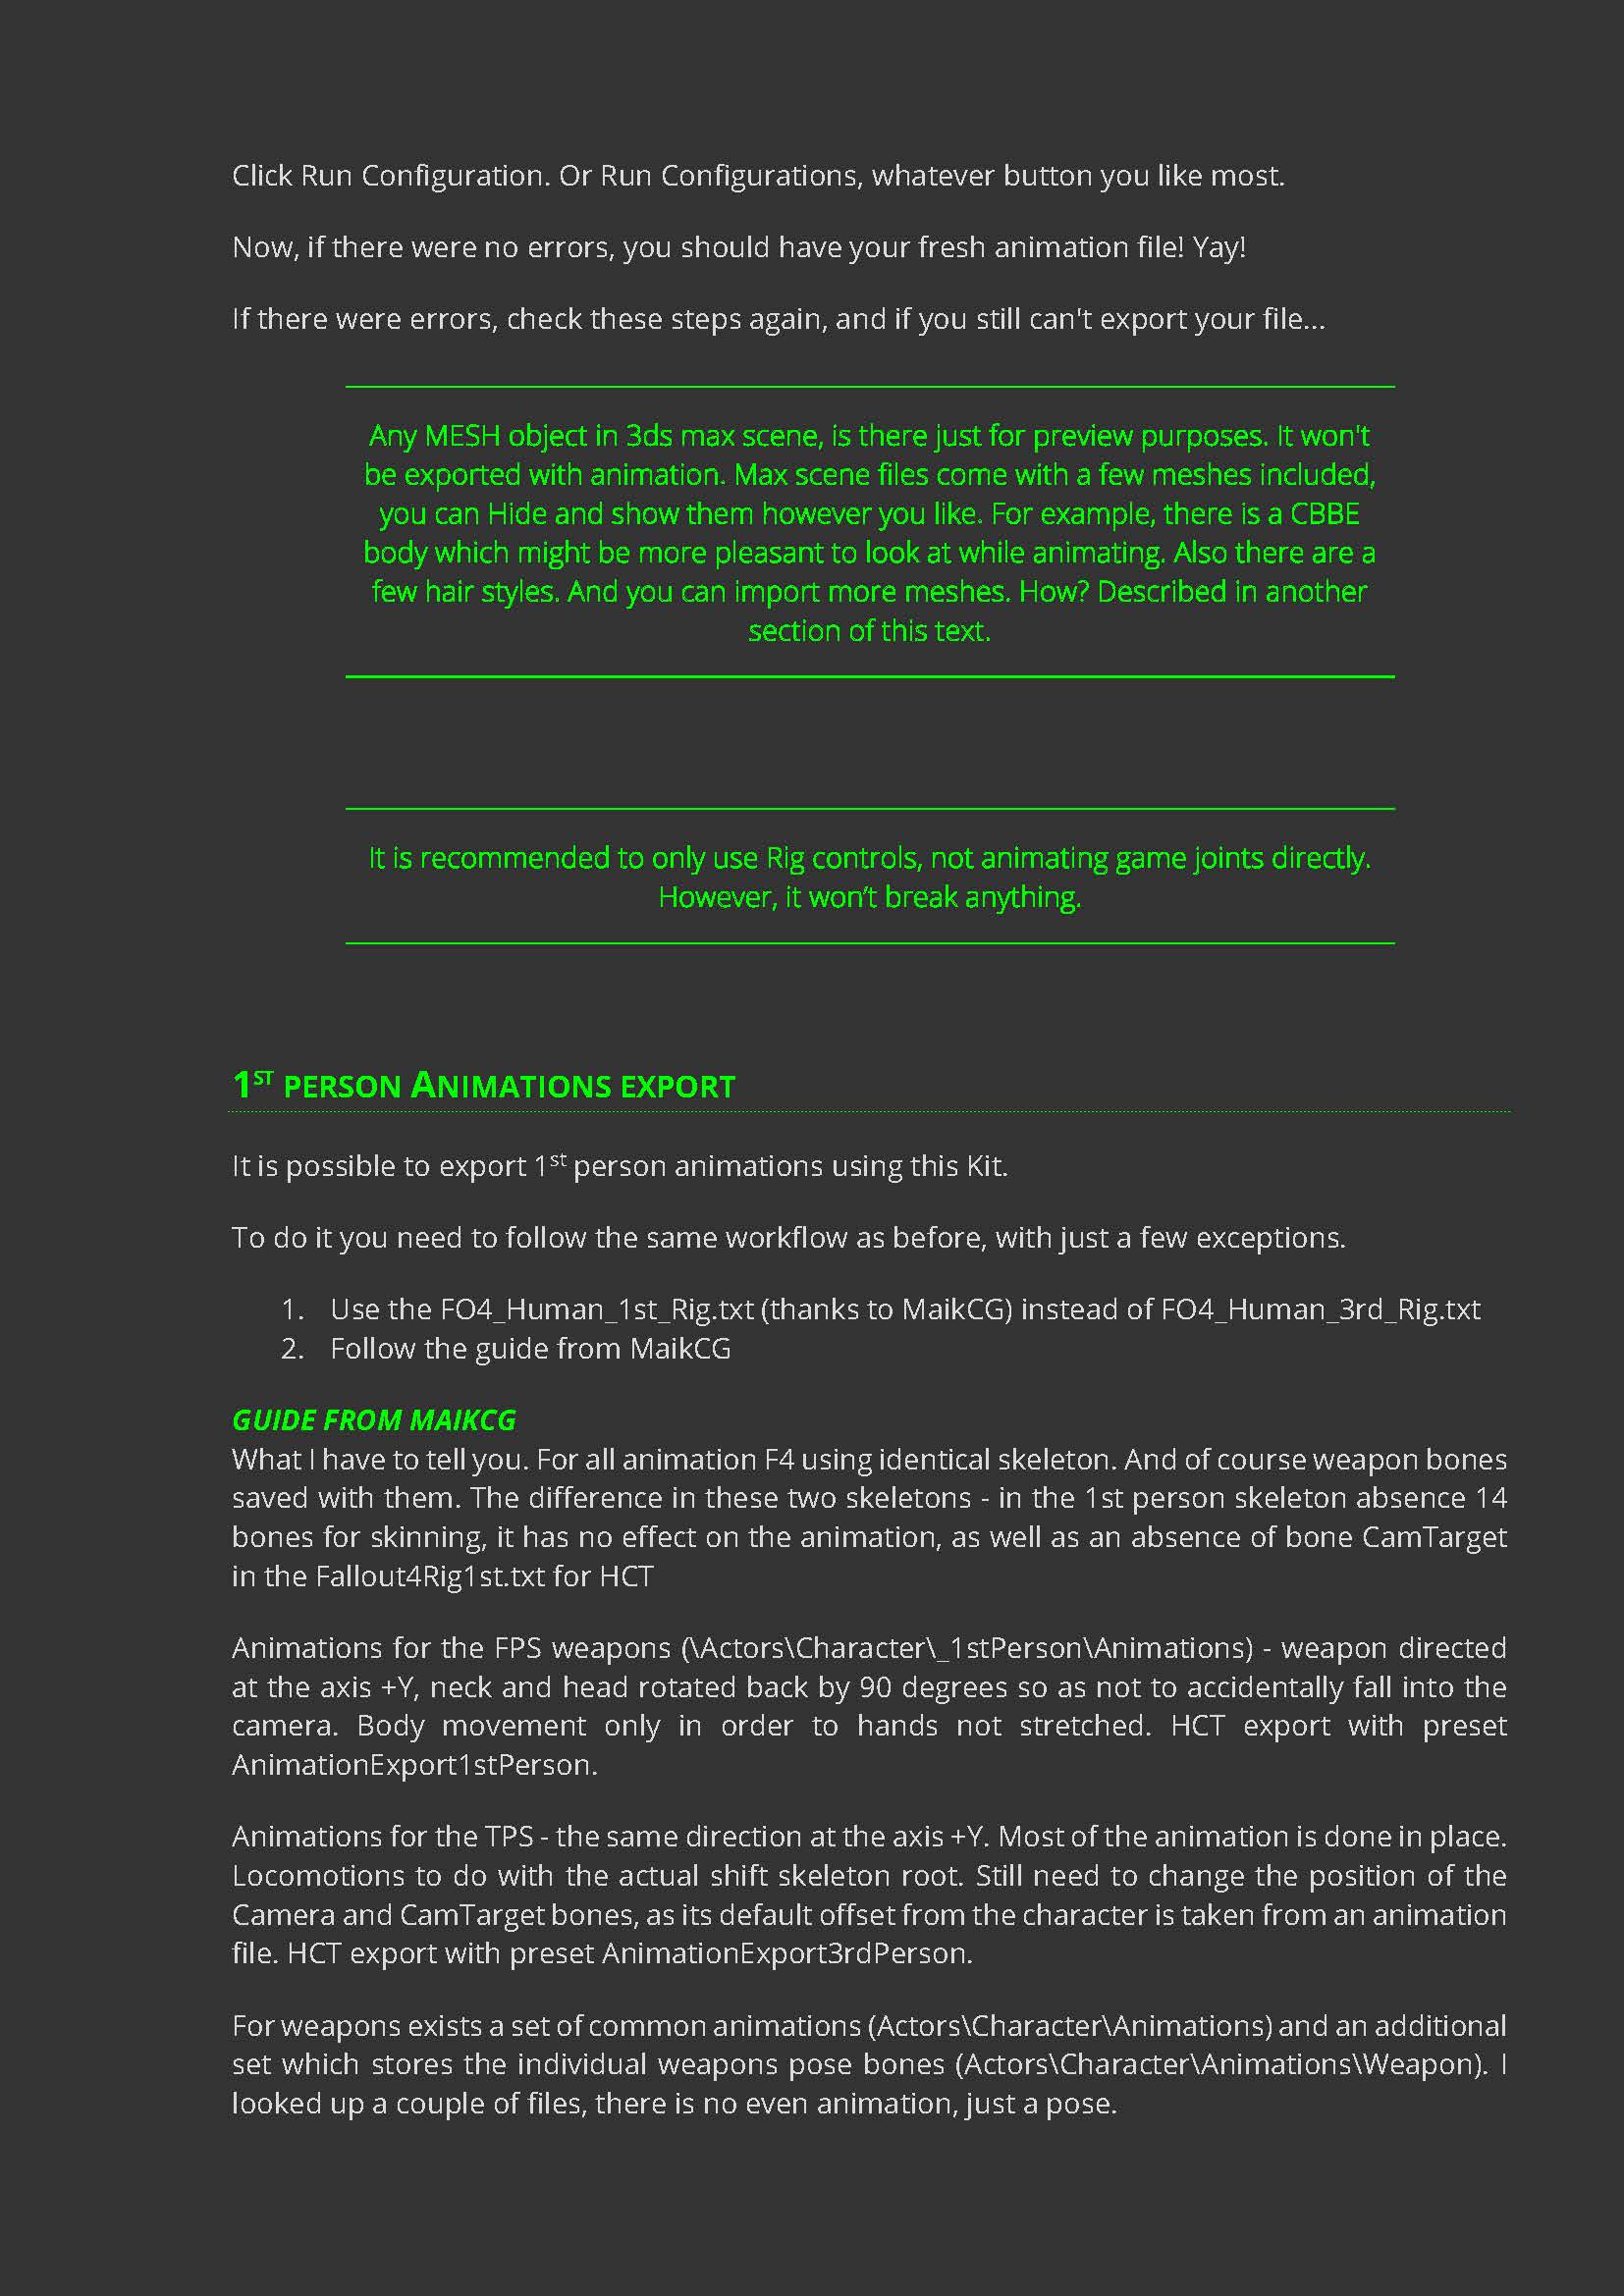 Click Run Configuration. Or Run Configurations, whatever button you like most.
Now, if there were no errors, you should have your fresh animation file! Yay!
If there were errors, check these steps again, and if you still can't export your file...
Any MESH object in 3ds max scene, is there just for preview purposes. It won't
be exported with animation. Max scene files come with a few meshes included,
you can Hide and show them however you like. For example, there is a CBBE
body which might be more pleasant to look at while animating. Also there are a
few hair styles. And you can import more meshes. How? Described in another
section of this text.
It is recommended to only use Rig controls, not animating game joints directly.
However, it won’t break anything.
1ST PERSON ANIMATIONS EXPORT
It is possible to export 1st person animations using this Kit.
To do it you need to follow the same workflow as before, with just a few exceptions.
1. Use the FO4_Human_1st_Rig.txt (thanks to MaikCG) instead of FO4_Human_3rd_Rig.txt
2. Follow the guide from MaikCG
GUIDE FROM MAIKCG
What I have to tell you. For all animation F4 using identical skeleton. And of course weapon bones
saved with them. The difference in these two skeletons - in the 1st person skeleton absence 14
bones for skinning, it has no effect on the animation, as well as an absence of bone CamTarget
in the Fallout4Rig1st.txt for HCT
Animations for the FPS weapons (\Actors\Character\_1stPerson\Animations) - weapon directed
at the axis +Y, neck and head rotated back by 90 degrees so as not to accidentally fall into the
camera. Body movement only in order to hands not stretched. HCT export with preset
AnimationExport1stPerson.
Animations for the TPS - the same direction at the axis +Y. Most of the animation is done in place.
Locomotions to do with the actual shift skeleton root. Still need to change the position of the
Camera and CamTarget bones, as its default offset from the character is taken from an animation
file. HCT export with preset AnimationExport3rdPerson.
For weapons exists a set of common animations (Actors\Character\Animations) and an additional
set which stores the individual weapons pose bones (Actors\Character\Animations\Weapon). I
looked up a couple of files, there is no even animation, just a pose.